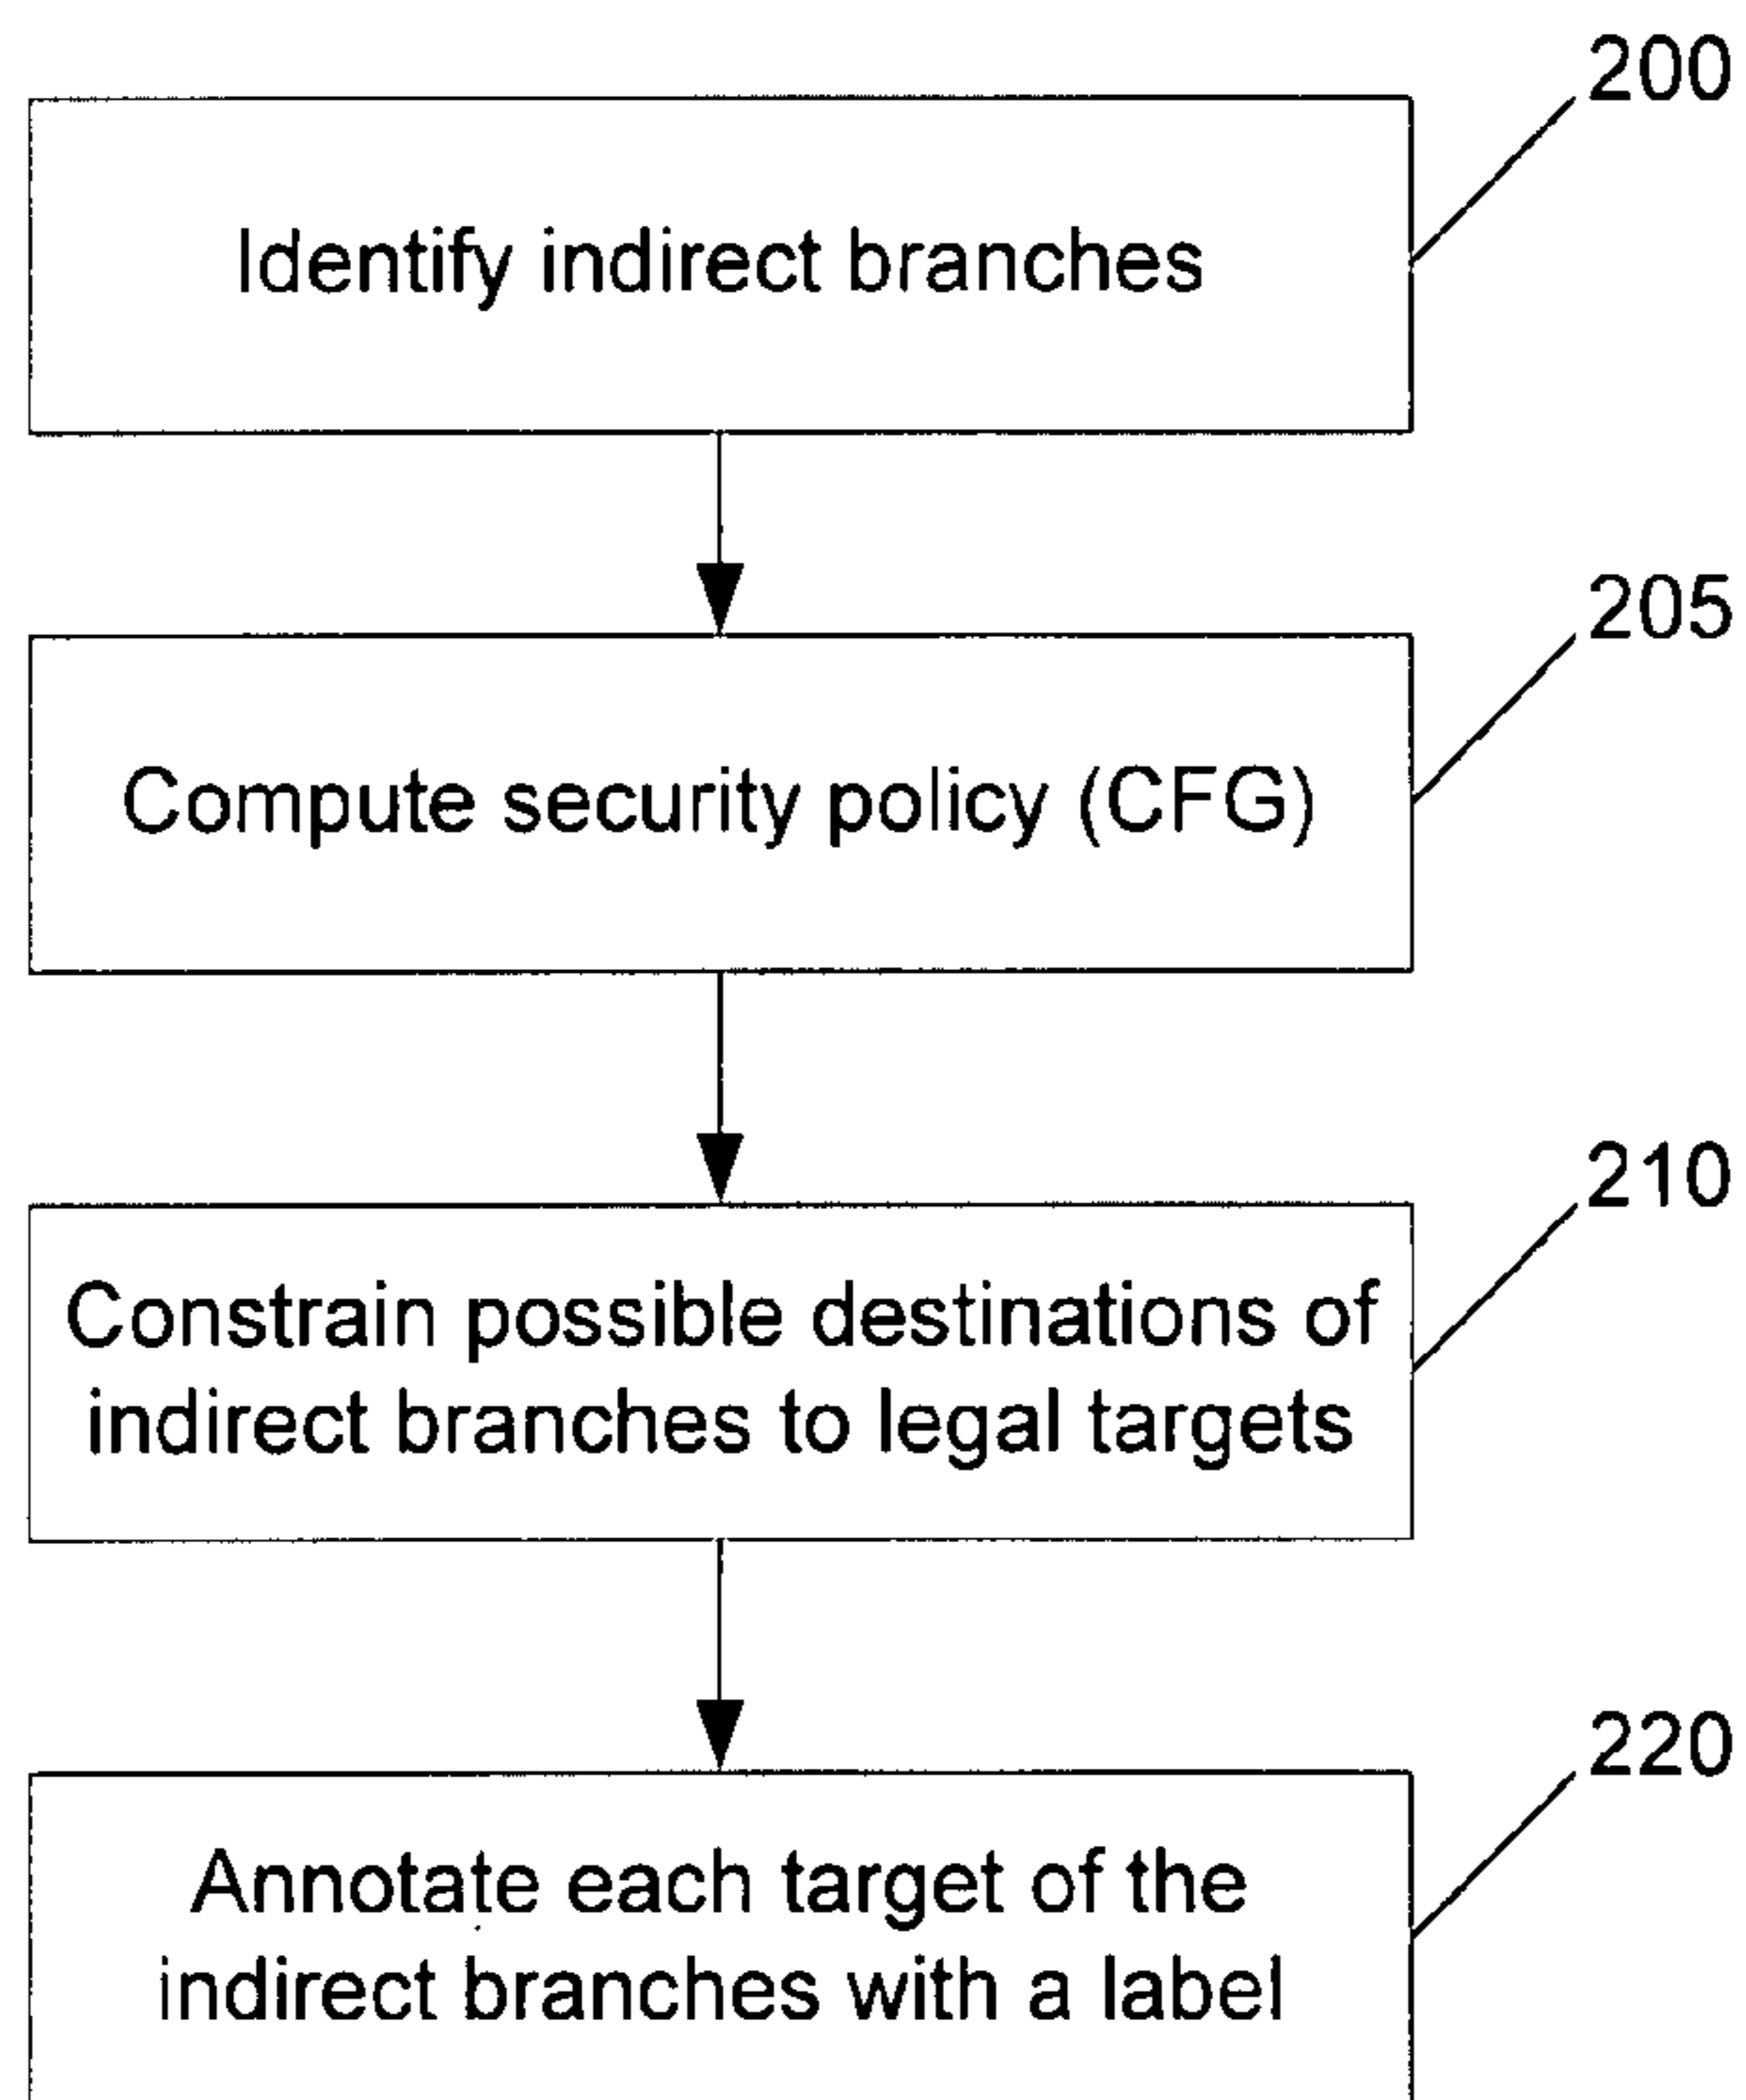 200
Identify indirect branches
205
Compute security policy (CFG)
210
Constrain possible destinations of
indirect branches to legal targets
220
Annotate each target of the
indirect branches with a label